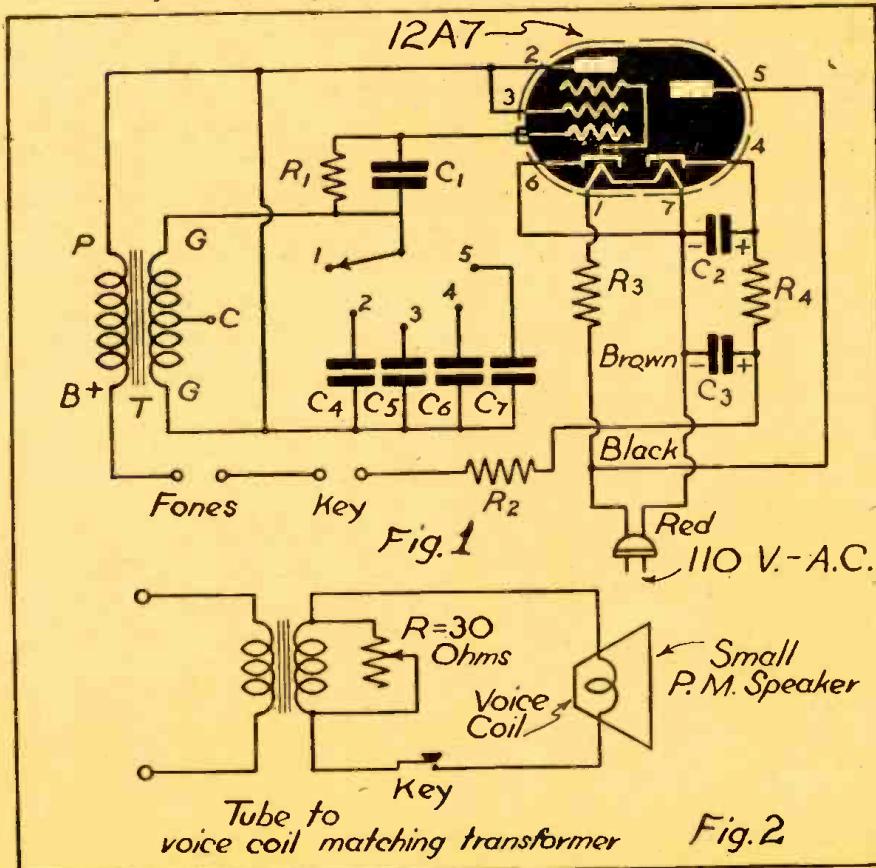 12A7
2
5
3
4
6
1
7
R1
C1
P
G
1
5
2
3
4
C
B+
T
G
C4
C5
C6
C7
R3
C2
- +
R4
Brown
C3
- +
Black
Fones
Key
R2
Red
Fig. 1
110 V.-A.C.
R=30
Ohms
Small
P.M. Speaker
Voice
Coil
Key
Tube to
voice coil matching transformer
Fig. 2